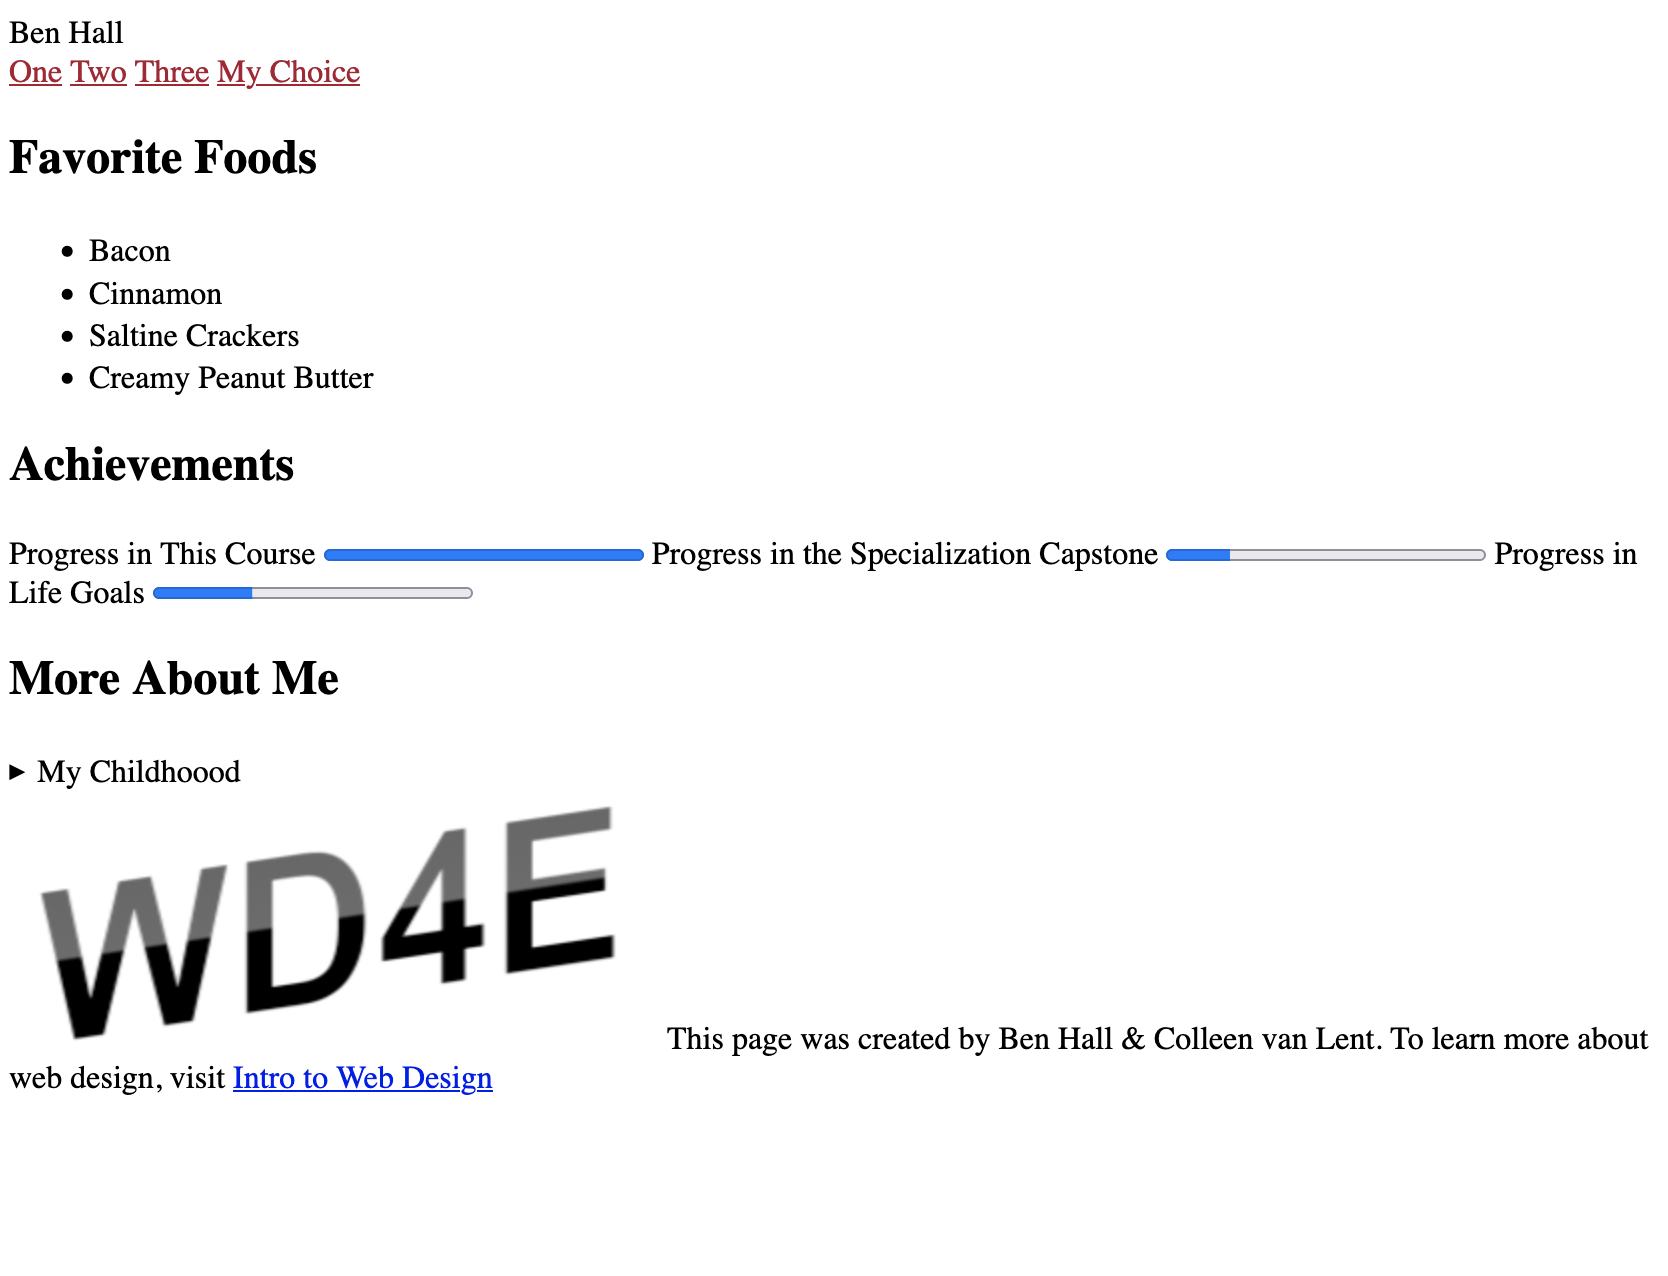 Ben Hall
One Two Three My Choice
Favorite Foods
Bacon
Cinnamon
Saltine Crackers
Creamy Peanut Butter
Achievements
Progress in This Course Progress in the Specialization Capstone Progress in
Life Goals
More About Me
My Childhoood
WD4E
This page was created by Ben Hall & Colleen van Lent. To learn more about
web design, visit Intro to Web Design